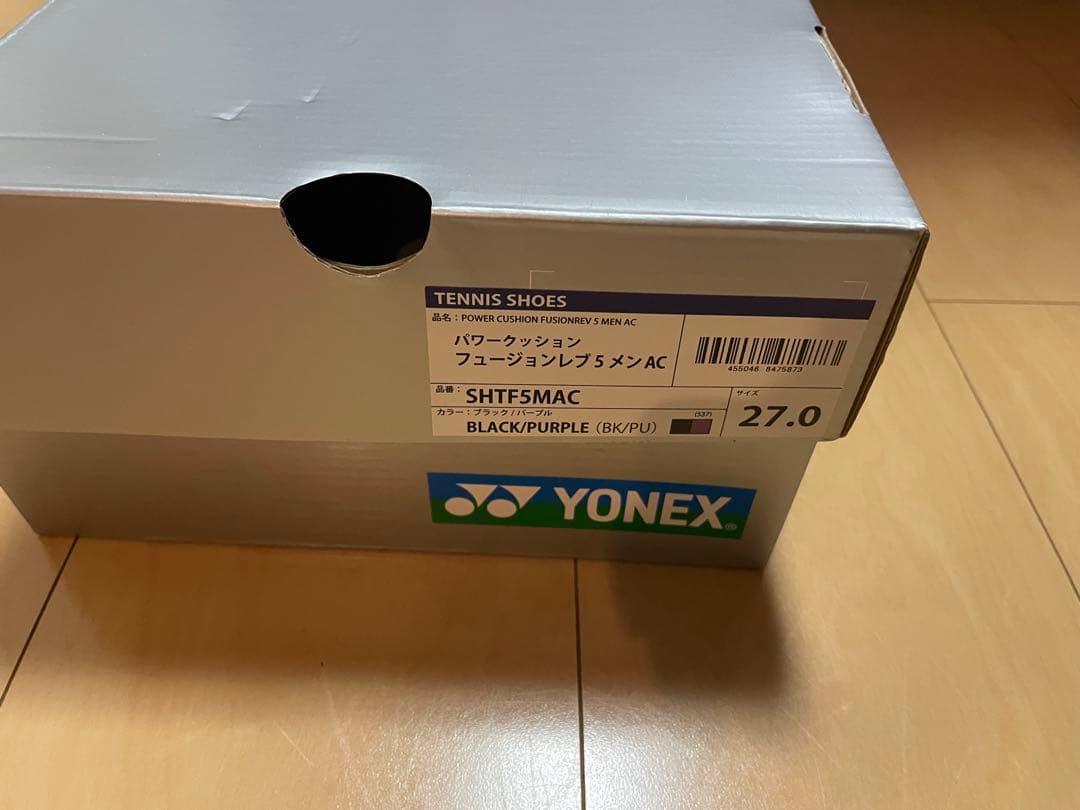 TENNIS SHOES
品名：POWER CUSHION FUSIONREV 5 MEN AC
パワークッション
フュージョンレブ 5 メン AC
455046 8475873
品番：
SHTF5MAC
サイズ
27.0
カラー：ブラック / パープル
(537)
BLACK/PURPLE（BK/PU）
YONEX®